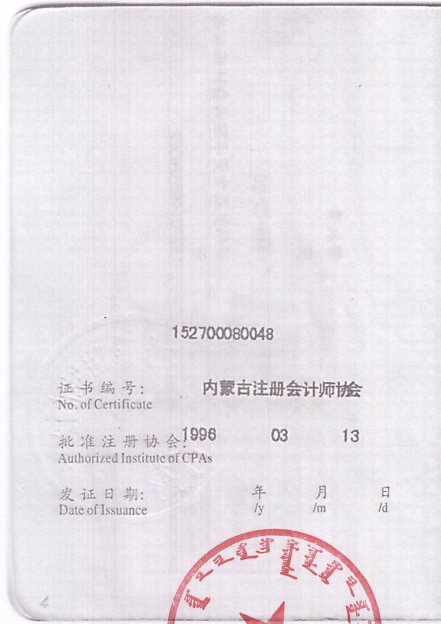 152700080048
证书编号:
No. of Certificate
内蒙古注册会计师协会
批准注册协会:
Authorized Institute of CPAs
1996 03 13
发证日期: 年 月 日
Date of Issuance /y /m /d
4